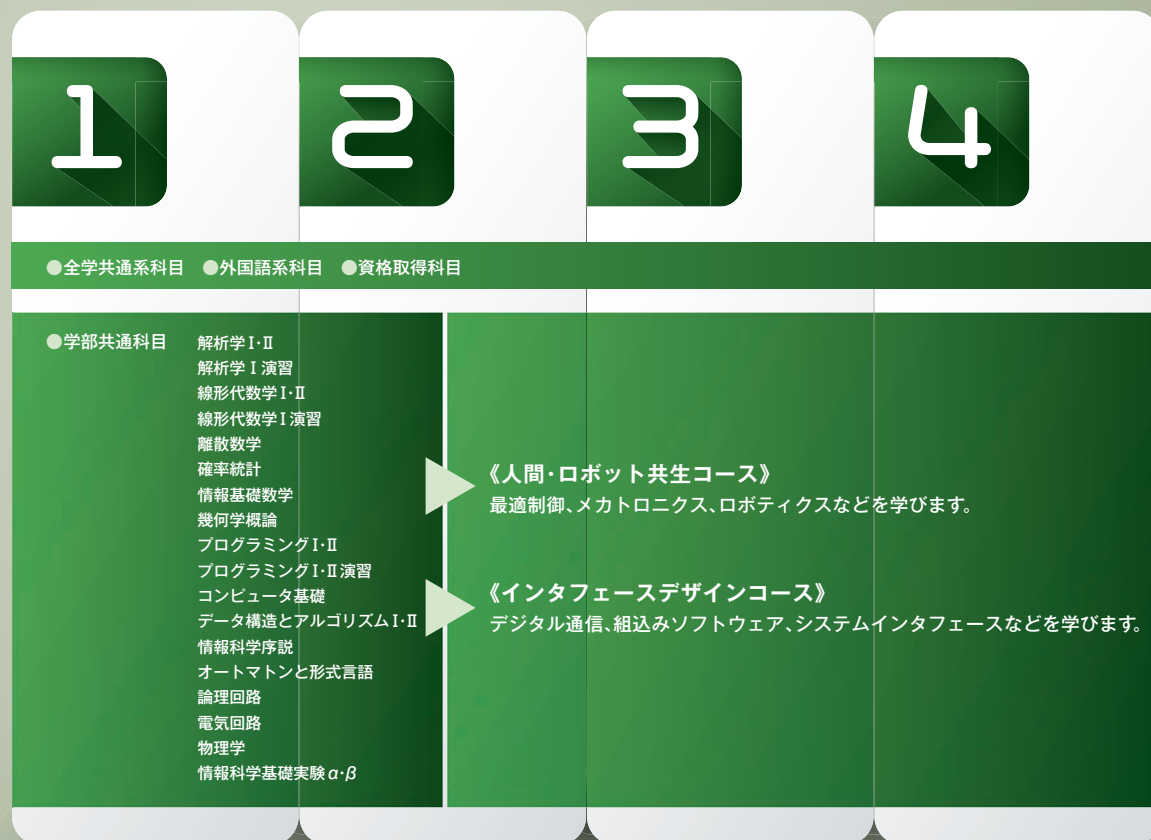 1 2 3 4
●全学共通系科目 ●外国語系科目 ●資格取得科目
●学部共通科目 解析学Ⅰ・Ⅱ
解析学Ⅰ演習
線形代数学Ⅰ・Ⅱ
線形代数学Ⅰ演習
離散数学
確率統計
情報基礎数学
幾何学概論
プログラミングⅠ・Ⅱ
プログラミングⅠ・Ⅱ演習
コンピュータ基礎
データ構造とアルゴリズムⅠ・Ⅱ
情報科学序説
オートマトンと形式言語
論理回路
電気回路
物理学
情報科学基礎実験α・β
《人間・ロボット共生コース》
最適制御、メカトロニクス、ロボティクスなどを学びます。
《インタフェースデザインコース》
デジタル通信、組込みソフトウェア、システムインタフェースなどを学びます。